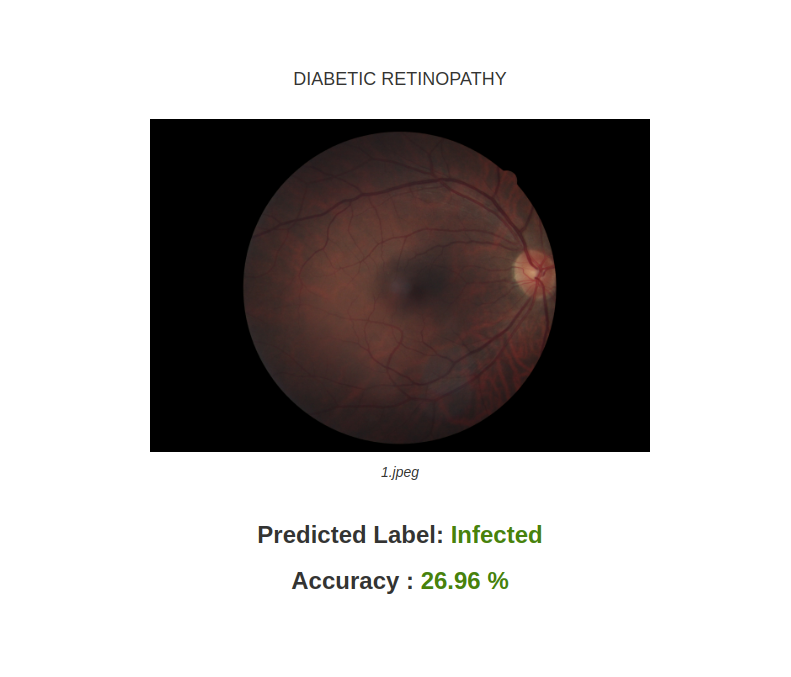 DIABETIC RETINOPATHY
1.jpeg
Predicted Label: Infected
Accuracy : 26.96 %